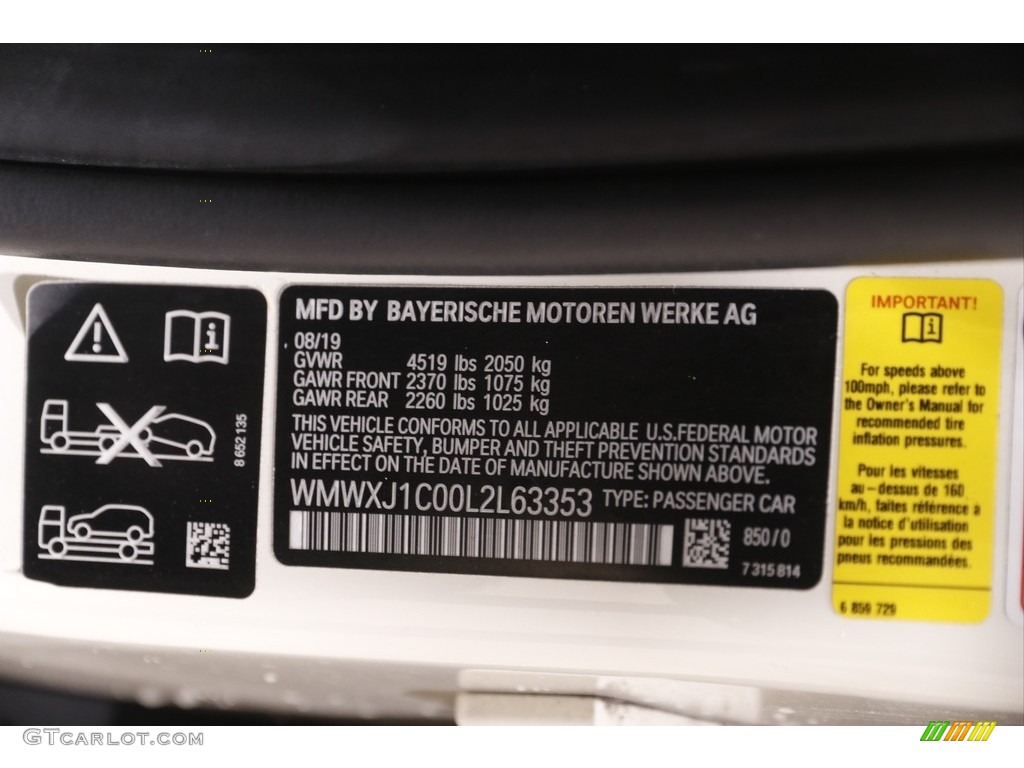 8 652 135
MFD BY BAYERISCHE MOTOREN WERKE AG
08/19
GVWR 4519 lbs 2050 kg
GAWR FRONT 2370 lbs 1075 kg
GAWR REAR 2260 lbs 1025 kg
THIS VEHICLE CONFORMS TO ALL APPLICABLE U.S.FEDERAL MOTOR
VEHICLE SAFETY, BUMPER AND THEFT PREVENTION STANDARDS
IN EFFECT ON THE DATE OF MANUFACTURE SHOWN ABOVE.
WMWXJ1C00L2L63353 TYPE: PASSENGER CAR
850/0
7 315 814
IMPORTANT!
For speeds above
100mph, please refer to
the Owner's Manual for
recommended tire
inflation pressures.
Pour les vitesses
au-dessus de 160
km/h, faites référence à
la notice d'utilisation
pour les pressions des
pneus recommandées.
6 859 729
GTcarlot.com